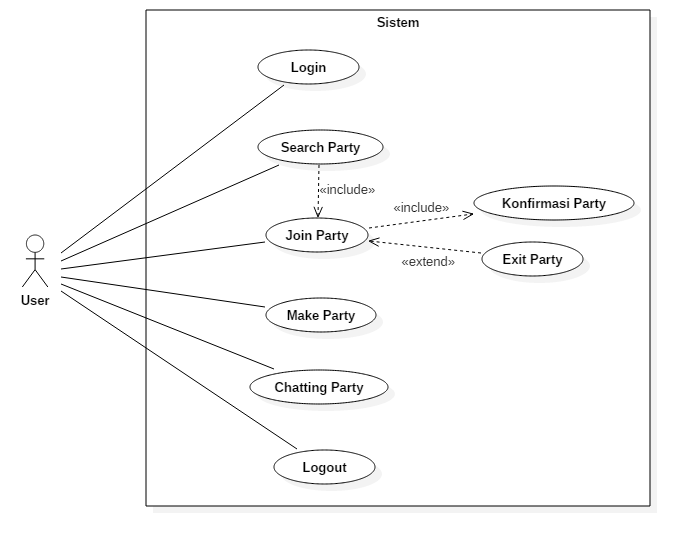 Sistem
Login
Search Party
«include»
«include»
Konfirmasi Party
Join Party
«extend»
Exit Party
User
Make Party
Chatting Party
Logout